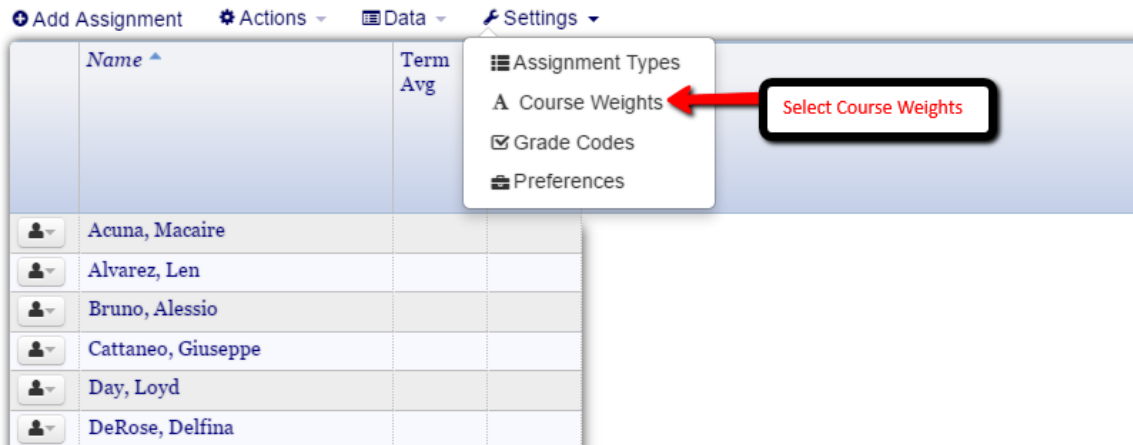 Add Assignment Actions Data Settings
Name Term
Avg
Assignment Types
Course Weights
Select Course Weights
Grade Codes
Preferences
Acuna, Macaire
Alvarez, Len
Bruno, Alessio
Cattaneo, Giuseppe
Day, Loyd
DeRose, Delfina